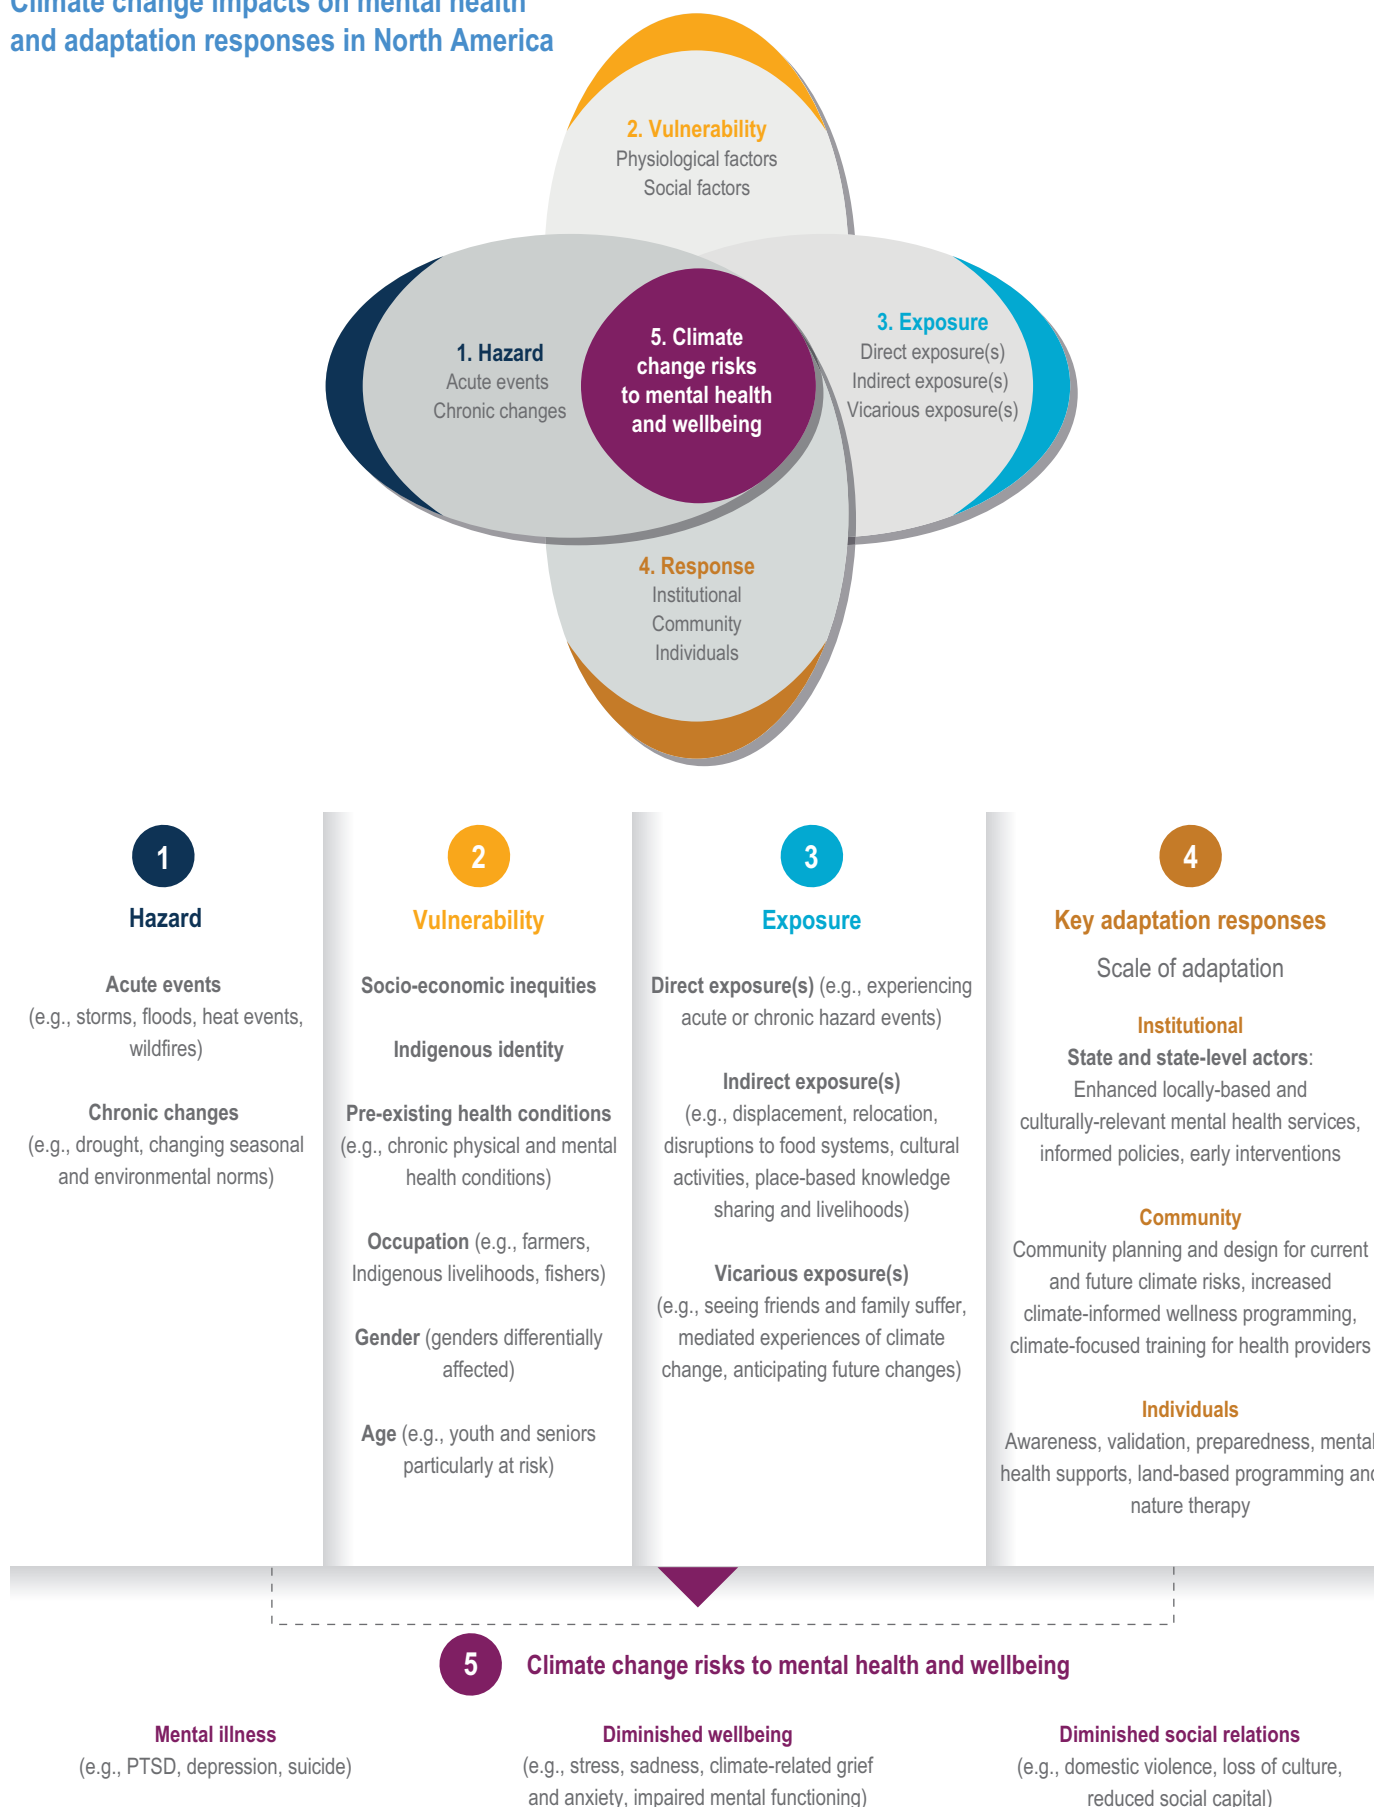 Climate change impacts on mental health
and adaptation responses in North America
2. Vulnerability
Physiological factors
Social factors
1. Hazard
Acute events
Chronic changes
5. Climate
change risks
to mental health
and wellbeing
3. Exposure
Direct exposure(s)
Indirect exposure(s)
Vicarious exposure(s)
4. Response
Institutional
Community
Individuals
1
Hazard
Acute events
(e.g., storms, floods, heat events,
wildfires)
Chronic changes
(e.g., drought, changing seasonal
and environmental norms)
2
Vulnerability
Socio-economic inequities
Indigenous identity
Pre-existing health conditions
(e.g., chronic physical and mental
health conditions)
Occupation (e.g., farmers,
Indigenous livelihoods, fishers)
Gender (genders differentially
affected)
Age (e.g., youth and seniors
particularly at risk)
3
Exposure
Direct exposure(s) (e.g., experiencing
acute or chronic hazard events)
Indirect exposure(s)
(e.g., displacement, relocation,
disruptions to food systems, cultural
activities, place-based knowledge
sharing and livelihoods)
Vicarious exposure(s)
(e.g., seeing friends and family suffer,
mediated experiences of climate
change, anticipating future changes)
4
Key adaptation responses
Scale of adaptation
Institutional
State and state-level actors:
Enhanced locally-based and
culturally-relevant mental health services,
informed policies, early interventions
Community
Community planning and design for current
and future climate risks, increased
climate-informed wellness programming,
climate-focused training for health providers
Individuals
Awareness, validation, preparedness, mental
health supports, land-based programming and
nature therapy
5
Climate change risks to mental health and wellbeing
Mental illness
(e.g., PTSD, depression, suicide)
Diminished wellbeing
(e.g., stress, sadness, climate-related grief
and anxiety, impaired mental functioning)
Diminished social relations
(e.g., domestic violence, loss of culture,
reduced social capital)